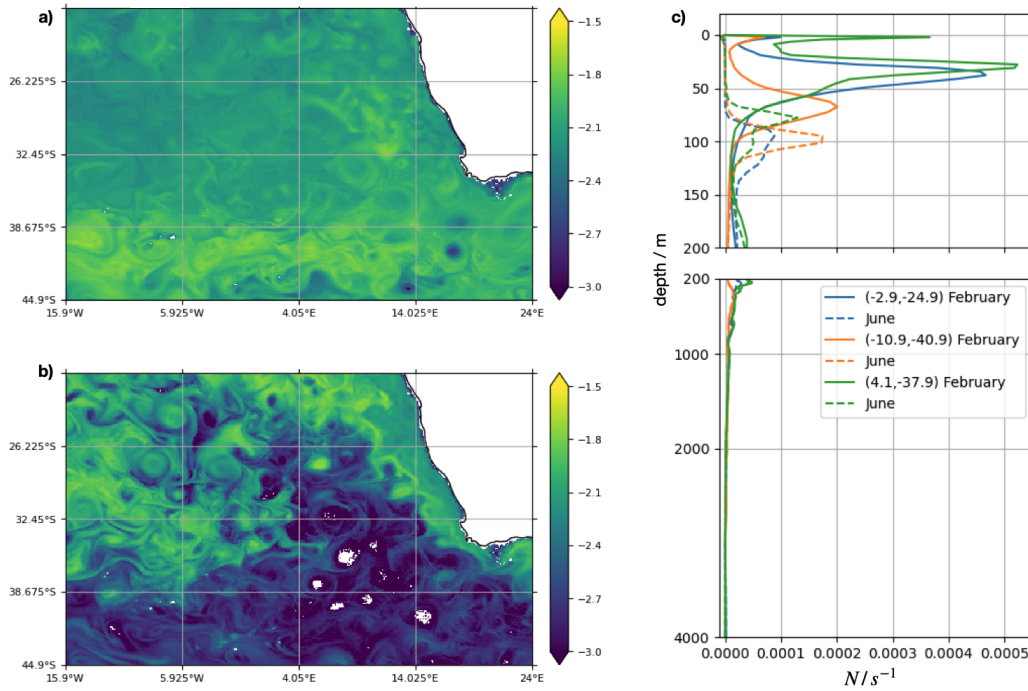 a)
26.225°S
32.45°S
38.675°S
44.9°S
15.9°W 5.925°W 4.05°E 14.025°E 24°E
−1.5
−1.8
−2.1
−2.4
−2.7
−3.0
b)
26.225°S
32.45°S
38.675°S
44.9°S
15.9°W 5.925°W 4.05°E 14.025°E 24°E
−1.5
−1.8
−2.1
−2.4
−2.7
−3.0
c)
0
50
100
150
200
depth / m
200
1000
2000
4000
(-2.9,-24.9) February
June
(-10.9,-40.9) February
June
(4.1,-37.9) February
June
0.0000 0.0001 0.0002 0.0003 0.0004 0.0005
N / s⁻¹